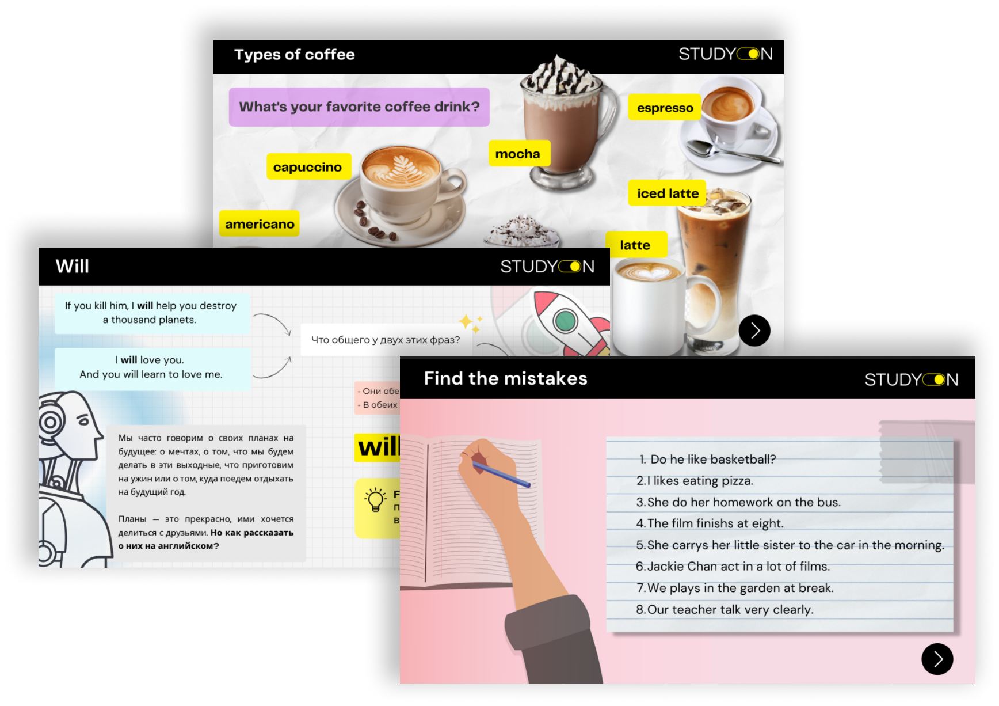 Types of coffee
STUDYON
What's your favorite coffee drink?
espresso
mocha
capuccino
iced latte
americano
latte
Will
STUDYON
If you kill him, I will help you destroy
a thousand planets.
Что общего у двух этих фраз?
I will love you.
And you will learn to love me.
- Они обе
- В обеих
will
Мы часто говорим о своих планах на
будущее: о мечтах, о том, что мы будем
делать в эти выходные, что приготовим
на ужин или о том, куда поедем отдыхать
на будущий год.
Планы — это прекрасно, ими хочется
делиться с друзьями. Но как рассказать
о них на английском?
Find the mistakes
STUDYON
1. Do he like basketball?
2.I likes eating pizza.
3.She do her homework on the bus.
4.The film finishs at eight.
5.She carrys her little sister to the car in the morning.
6.Jackie Chan act in a lot of films.
7.We plays in the garden at break.
8.Our teacher talk very clearly.